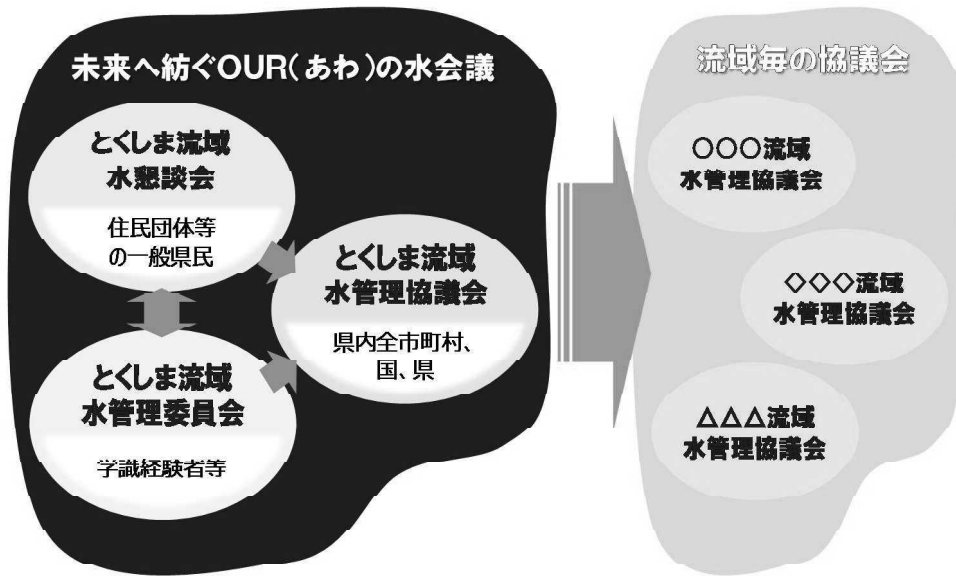 未来へ紡ぐOUR(あわ)の水会議
とくしま流域
水懇談会
住民団体等
の一般県民
とくしま流域
水管理協議会
県内全市町村、
国、県
とくしま流域
水管理委員会
学識経験者等
流域毎の協議会
○○○流域
水管理協議会
◇◇◇流域
水管理協議会
△△△流域
水管理協議会